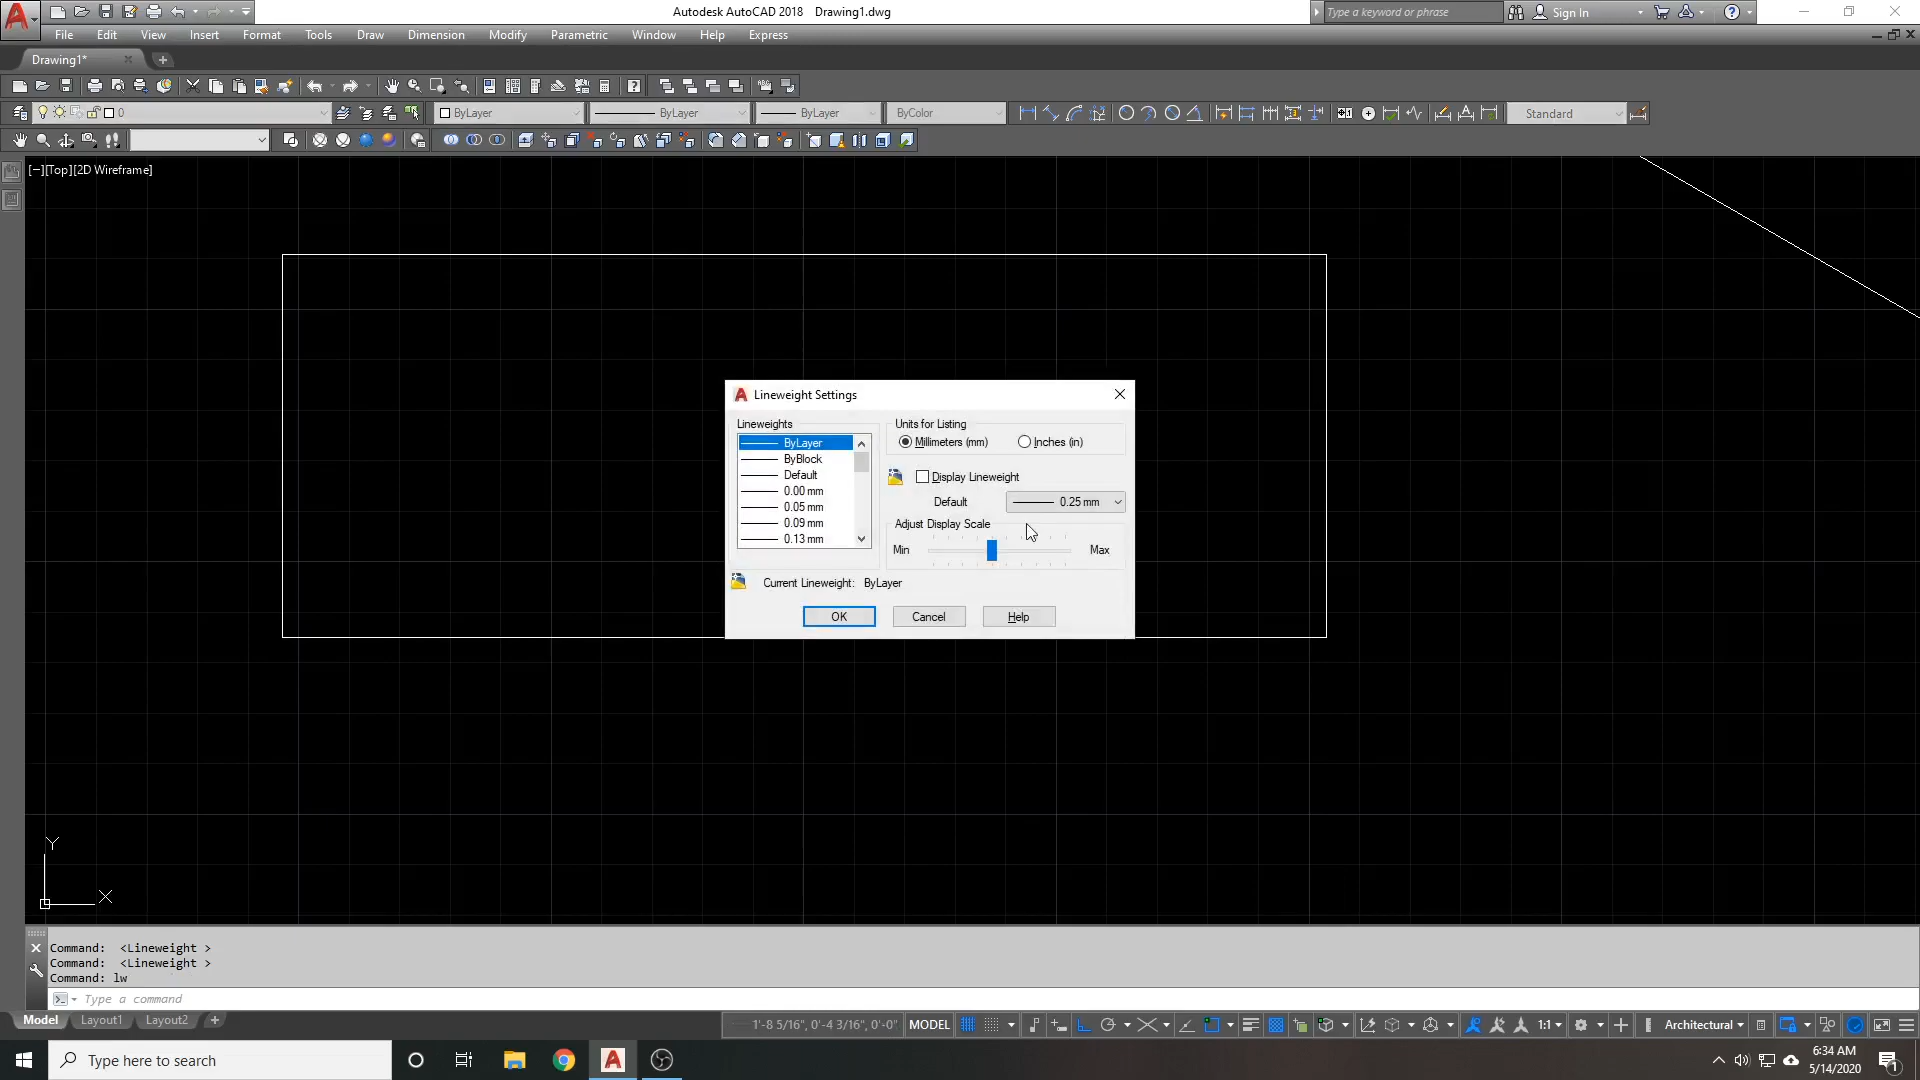 Autodesk AutoCAD 2018 Drawing1.dwg
Type a keyword or phrase
Sign In
File Edit View Insert Format Tools Draw Dimension Modify Parametric Window Help Express
Drawing1*
0
ByLayer
ByLayer
ByLayer
ByColor
Standard
[−][Top][2D Wireframe]
Lineweight Settings
Lineweights
ByLayer
ByBlock
Default
0.00 mm
0.05 mm
0.09 mm
0.13 mm
Units for Listing
Millimeters (mm)
Inches (in)
Display Lineweight
Default
0.25 mm
Adjust Display Scale
Min
Max
Current Lineweight: ByLayer
OK
Cancel
Help
Y
X
Command: <Lineweight >
Command: <Lineweight >
Command: lw
Type a command
Model Layout1 Layout2
1'-8 5/16", 0'-4 3/16", 0'-0"
MODEL
1:1
Architectural
Type here to search
6:34 AM
5/14/2020
1